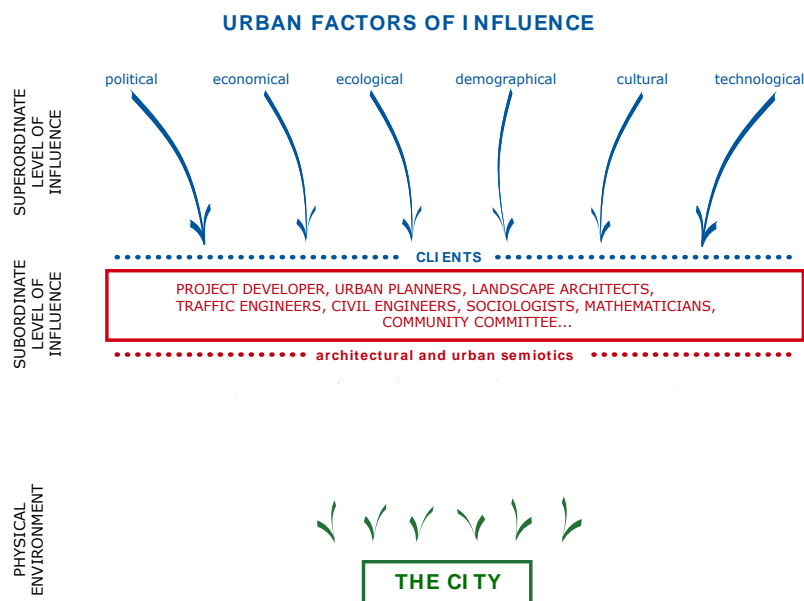 URBAN FACTORS OF INFLUENCE
political economical ecological demographical cultural technological
SUPERORDINATE
LEVEL OF
INFLUENCE
CLIENTS
SUBORDINATE
LEVEL OF
INFLUENCE
PROJECT DEVELOPER, URBAN PLANNERS, LANDSCAPE ARCHITECTS,
TRAFFIC ENGINEERS, CIVIL ENGINEERS, SOCIOLOGISTS, MATHEMATICIANS,
COMMUNITY COMMITTEE...
architectural and urban semiotics
PHYSICAL
ENVIRONMENT
THE CITY